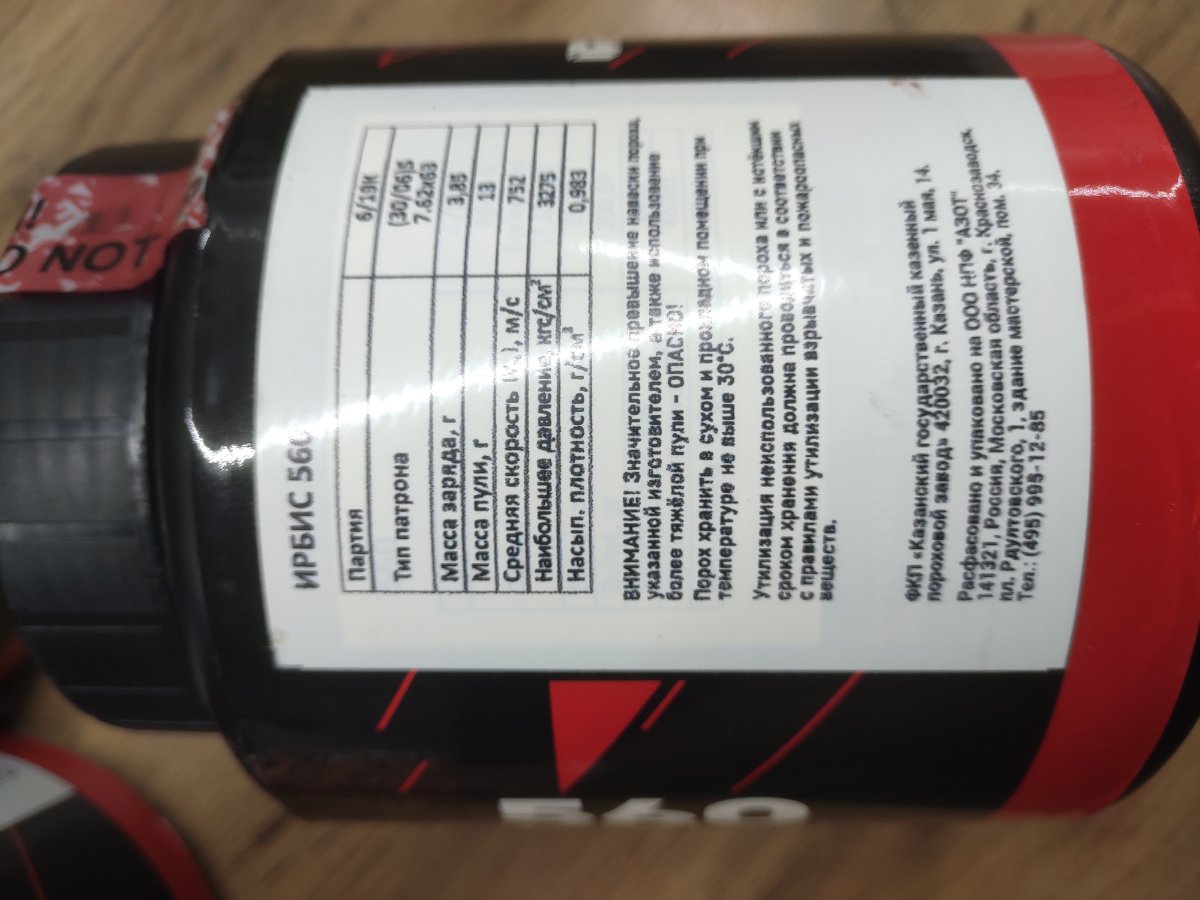 ИРБИС 560
Партия 6/19К
Тип патрона (30/06)S 7.62х63
Масса заряда, г 3,85
Масса пули, г 13
Средняя скорость ), м/с 752
Наибольшее давление, кгс/см² 3275
Насып. плотность, г/см³ 0,983
ВНИМАНИЕ! Значительное превышение навески пороха,
указанной изготовителем, а также использование
более тяжёлой пули - ОПАСНО!
Порох хранить в сухом и прохладном помещении при
температуре не выше 30°С.
Утилизация неиспользованного пороха или с истёкшим
сроком хранения должна проводиться в соответствии
с правилами утилизации взрывчатых и пожароопасных
веществ.
ФКП «Казанский государственный казенный
пороховой завод» 420032, г. Казань, ул. 1 мая, 14.
Расфасовано и упаковано на ООО НПФ "АЗОТ"
141321, Россия, Московская область, г. Краснозаводск,
пл. Рдултовского, 1, здание мастерской, пом. 34.
Тел.: (495) 995-12-85
DO NOT
560